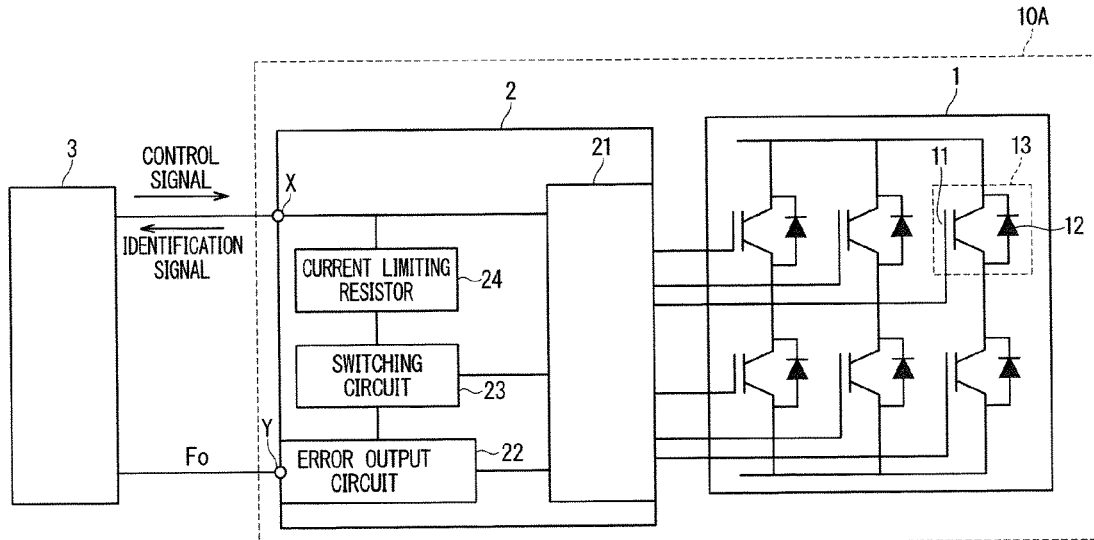 10A
2
1
3
CONTROL
SIGNAL
X
21
11
13
IDENTIFICATION
SIGNAL
12
CURRENT LIMITING
RESISTOR
24
SWITCHING
CIRCUIT
23
Y
Fo
ERROR OUTPUT
CIRCUIT
22